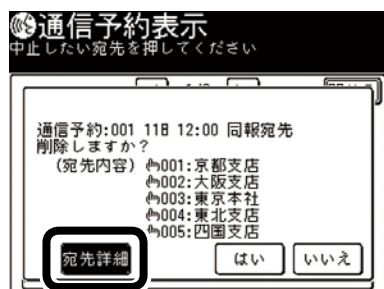 通信予約表示
中止したい宛先を押してください
通信予約:001 11日 12:00 同報宛先
削除しますか?
(宛先内容) 001:京都支店
002:大阪支店
003:東京本社
004:東北支店
005:四国支店
宛先詳細 はい いいえ